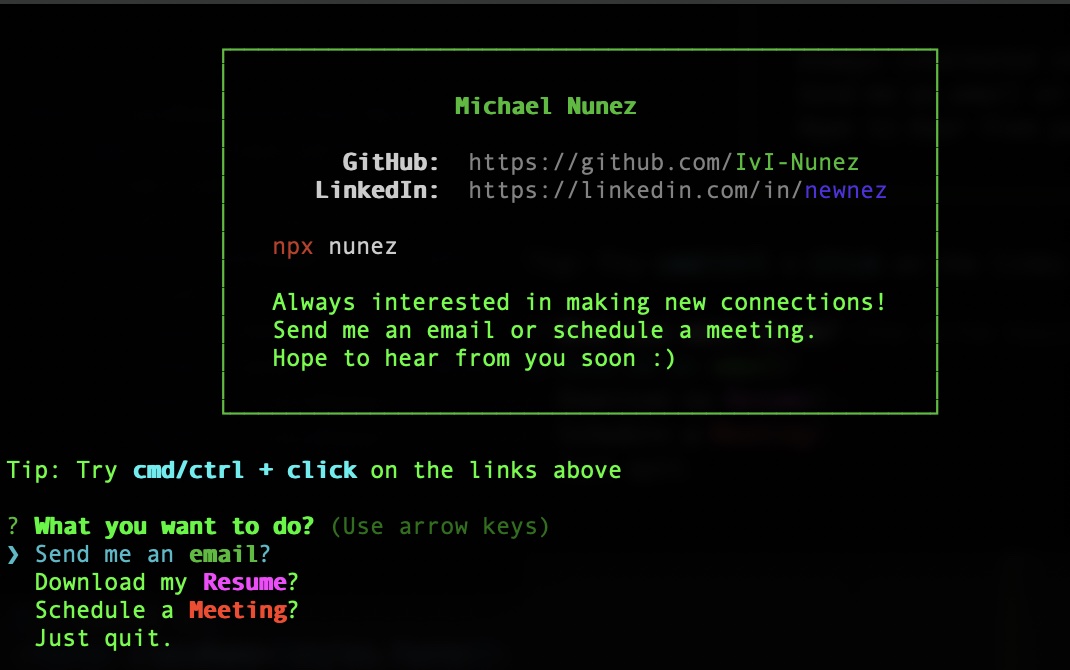 Michael Nunez
GitHub: https://github.com/IvI-Nunez
LinkedIn: https://linkedin.com/in/newnez
npx nunez
Always interested in making new connections!
Send me an email or schedule a meeting.
Hope to hear from you soon :)
Tip: Try cmd/ctrl + click on the links above
? What you want to do? (Use arrow keys)
❯ Send me an email?
Download my Resume?
Schedule a Meeting?
Just quit.